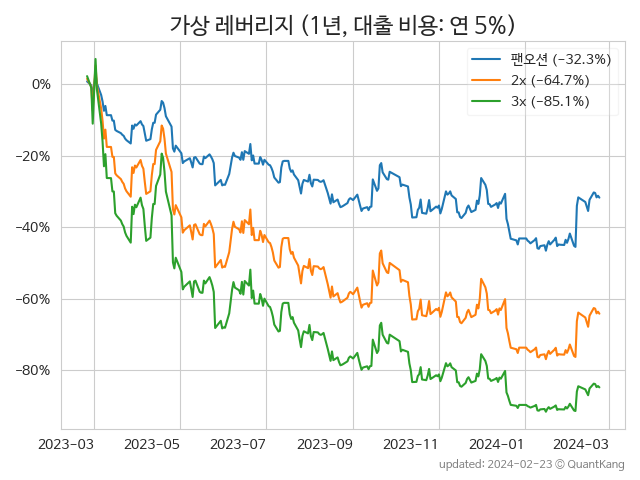 가상 레버리지 (1년, 대출 비용: 연 5%)
팬오션 (−32.3%)
2x (−64.7%)
3x (−85.1%)
0%
−20%
−40%
−60%
−80%
2023-03 2023-05 2023-07 2023-09 2023-11 2024-01 2024-03
updated: 2024-02-23 © QuantKang